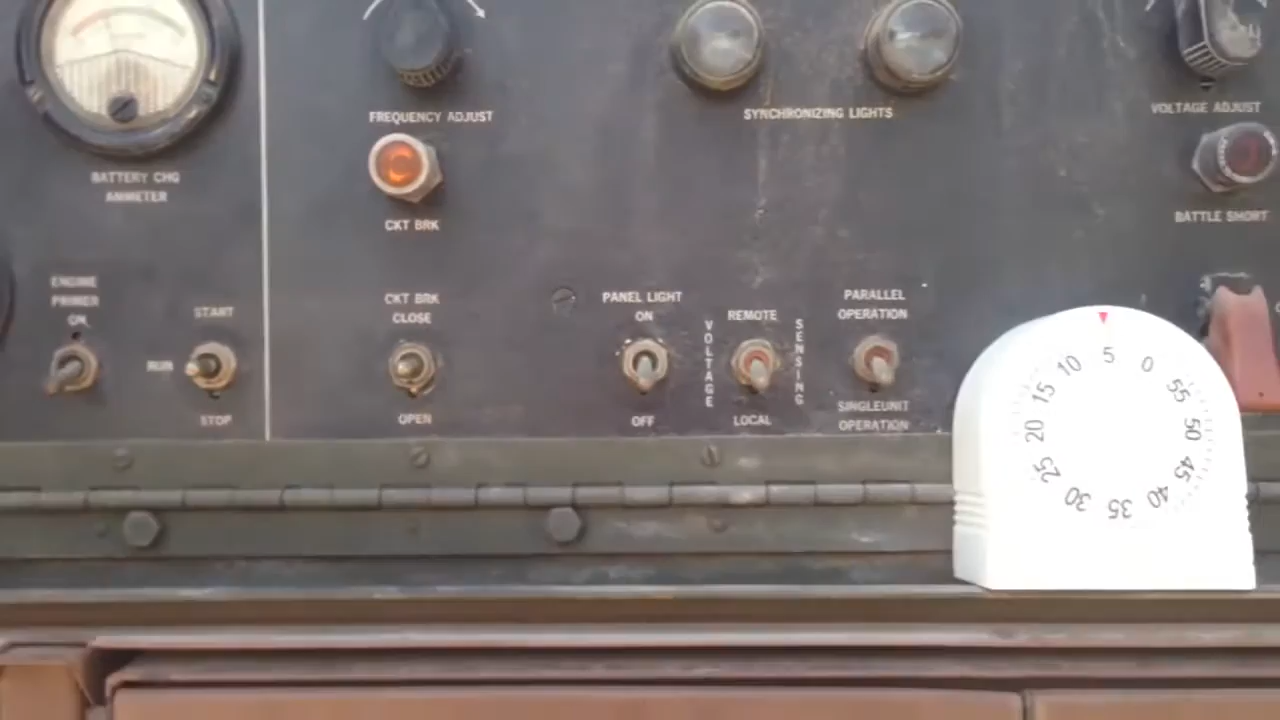 FREQUENCY ADJUST
SYNCHRONIZING LIGHTS
VOLTAGE ADJUST
BATTERY CHG
AMMETER
CKT BRK
BATTLE SHORT
ENGINE
PRIMER
ON
START
RUN
STOP
CKT BRK
CLOSE
OPEN
PANEL LIGHT
ON
OFF
VOLTAGE
REMOTE
LOCAL
SENSING
PARALLEL
OPERATION
SINGLEUNIT
OPERATION
5
0
55
50
45
40
35
30
25
20
15
10